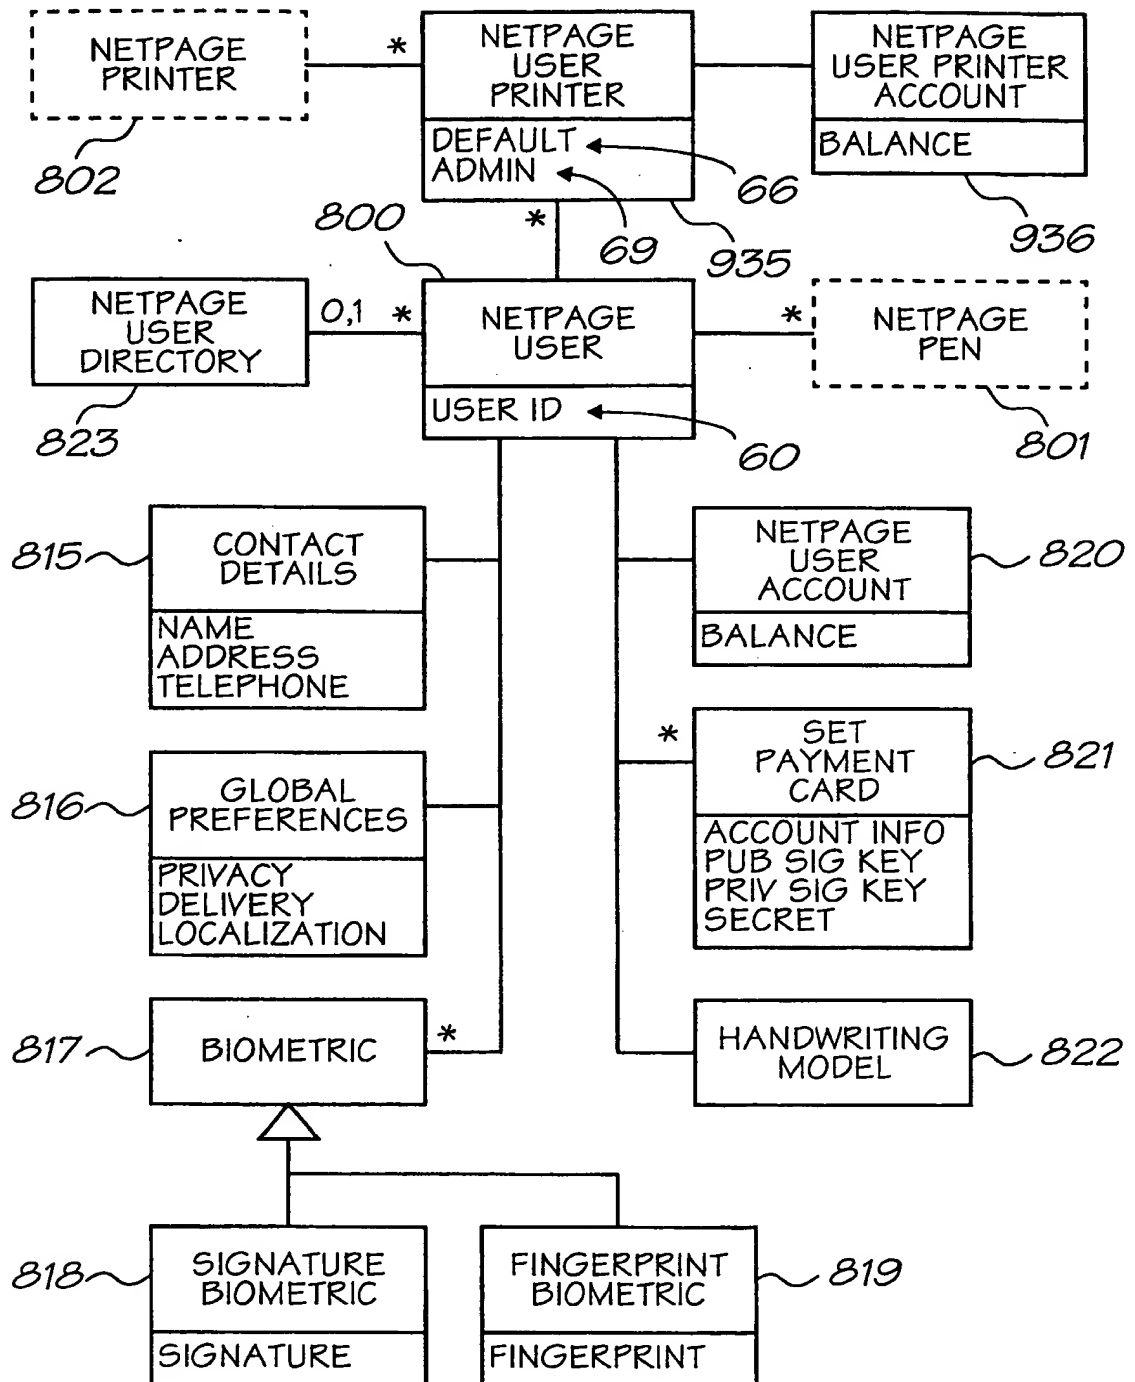 NETPAGE
PRINTER
802
*
NETPAGE
USER
PRINTER
DEFAULT
ADMIN
66
69
935
*
NETPAGE
USER PRINTER
ACCOUNT
BALANCE
936
800
NETPAGE
USER
DIRECTORY
823
0,1 *
NETPAGE
USER
USER ID
60
*
NETPAGE
PEN
801
815
CONTACT
DETAILS
NAME
ADDRESS
TELEPHONE
NETPAGE
USER
ACCOUNT
BALANCE
820
816
GLOBAL
PREFERENCES
PRIVACY
DELIVERY
LOCALIZATION
*
SET
PAYMENT
CARD
ACCOUNT INFO
PUB SIG KEY
PRIV SIG KEY
SECRET
821
817
BIOMETRIC
*
HANDWRITING
MODEL
822
818
SIGNATURE
BIOMETRIC
SIGNATURE
FINGERPRINT
BIOMETRIC
FINGERPRINT
819